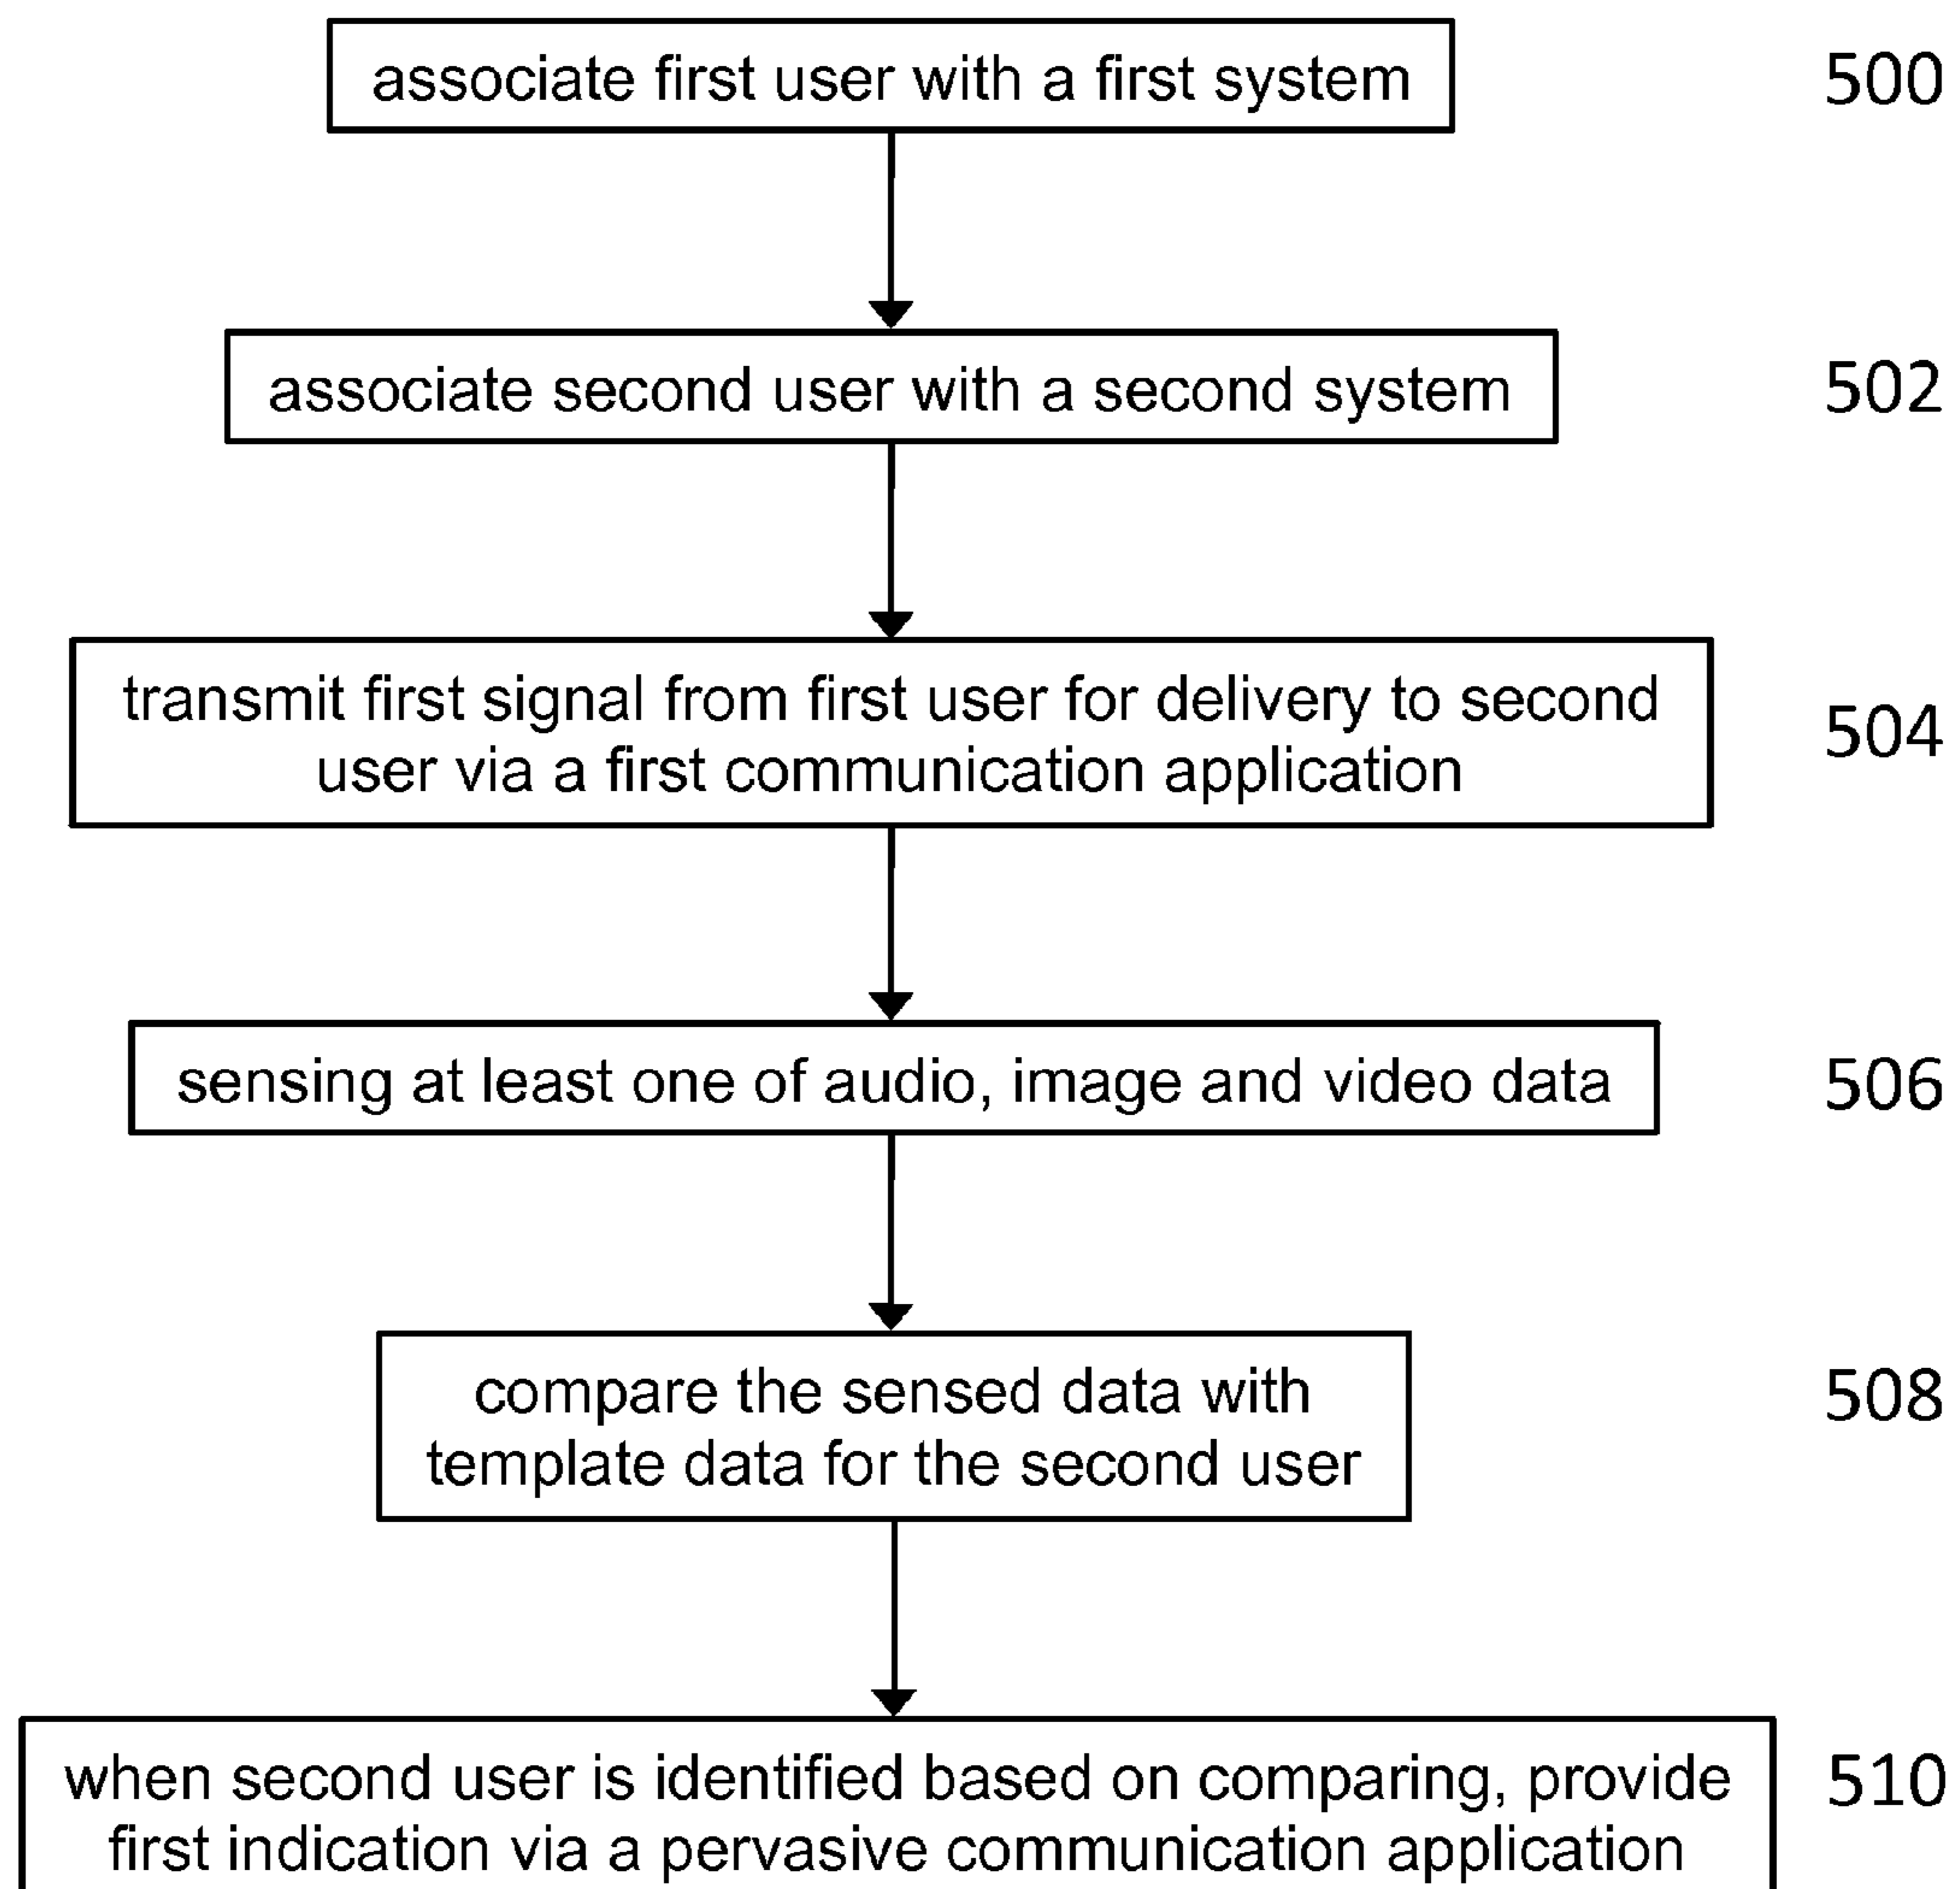 associate first user with a first system
500
associate second user with a second system
502
transmit first signal from first user for delivery to second
user via a first communication application
504
sensing at least one of audio, image and video data
506
compare the sensed data with
template data for the second user
508
when second user is identified based on comparing, provide
first indication via a pervasive communication application
510